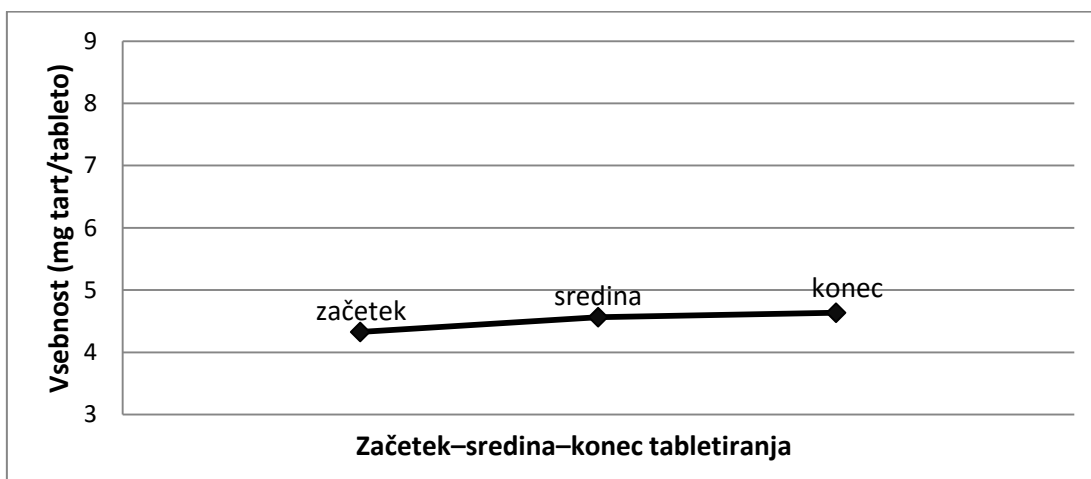 Vsebnost (mg tart/tableto)
9
8
7
6
5
4
3
začetek
sredina
konec
Začetek–sredina–konec tabletiranja